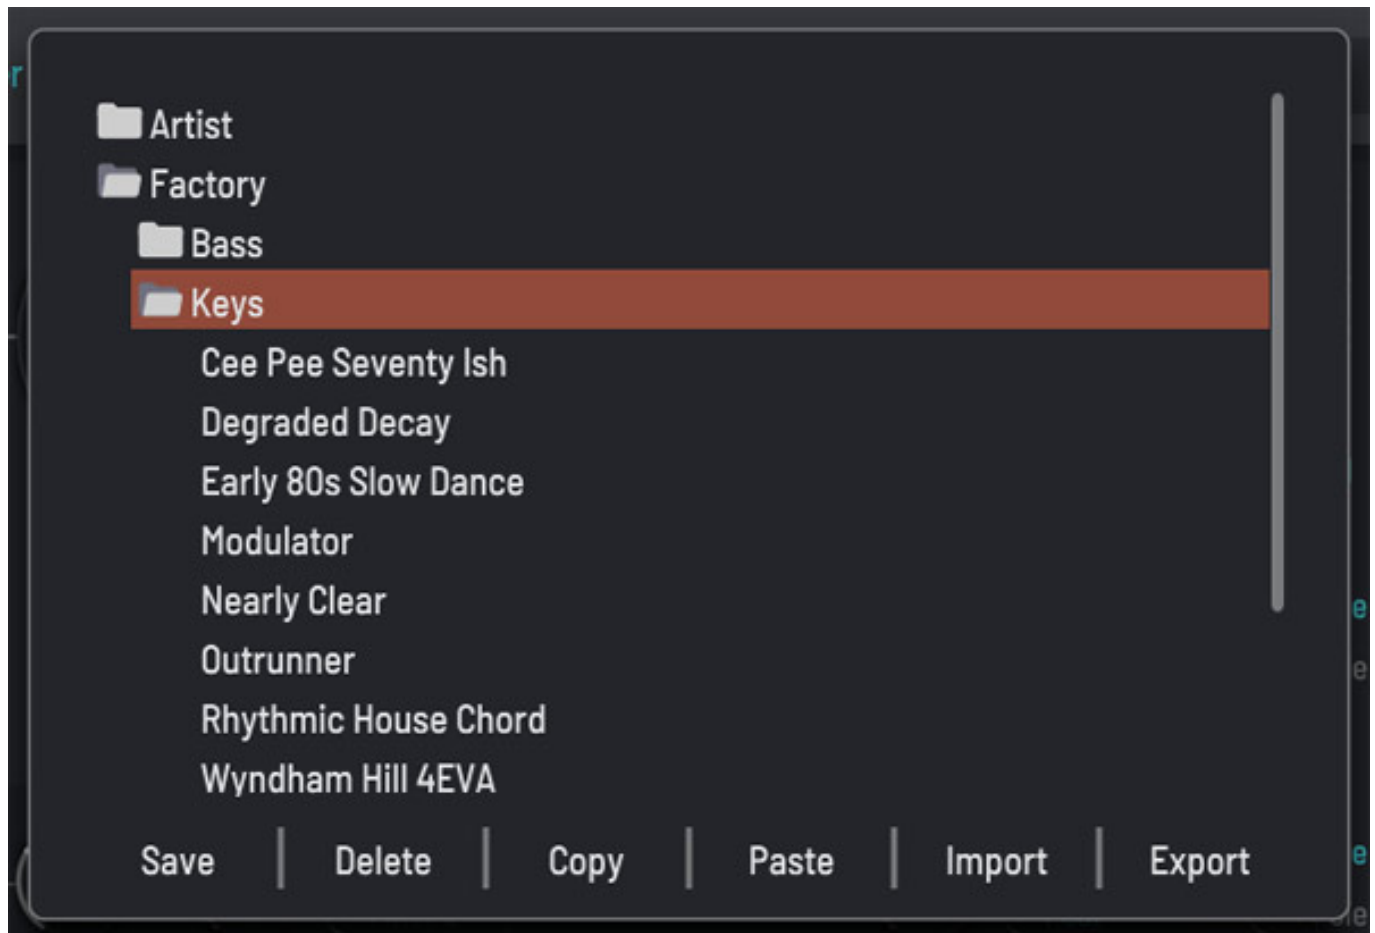 Artist
Factory
Bass
Keys
Cee Pee Seventy Ish
Degraded Decay
Early 80s Slow Dance
Modulator
Nearly Clear
Outrunner
Rhythmic House Chord
Wyndham Hill 4EVA
Save Delete Copy Paste Import Export